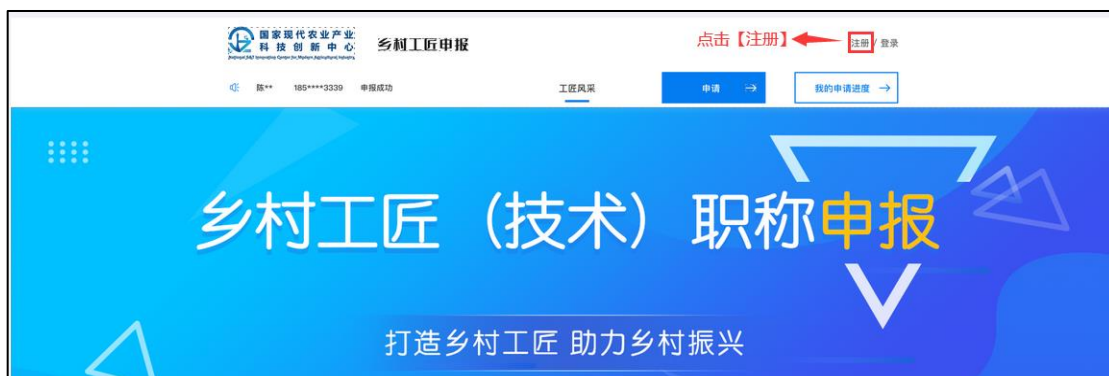 国家现代农业产业
科技创新中心
乡村工匠申报
点击【注册】
注册 / 登录
陈** 185****3339 申报成功
工匠风采
申请 →
我的申请进度 →
乡村工匠（技术）职称申报
打造乡村工匠 助力乡村振兴